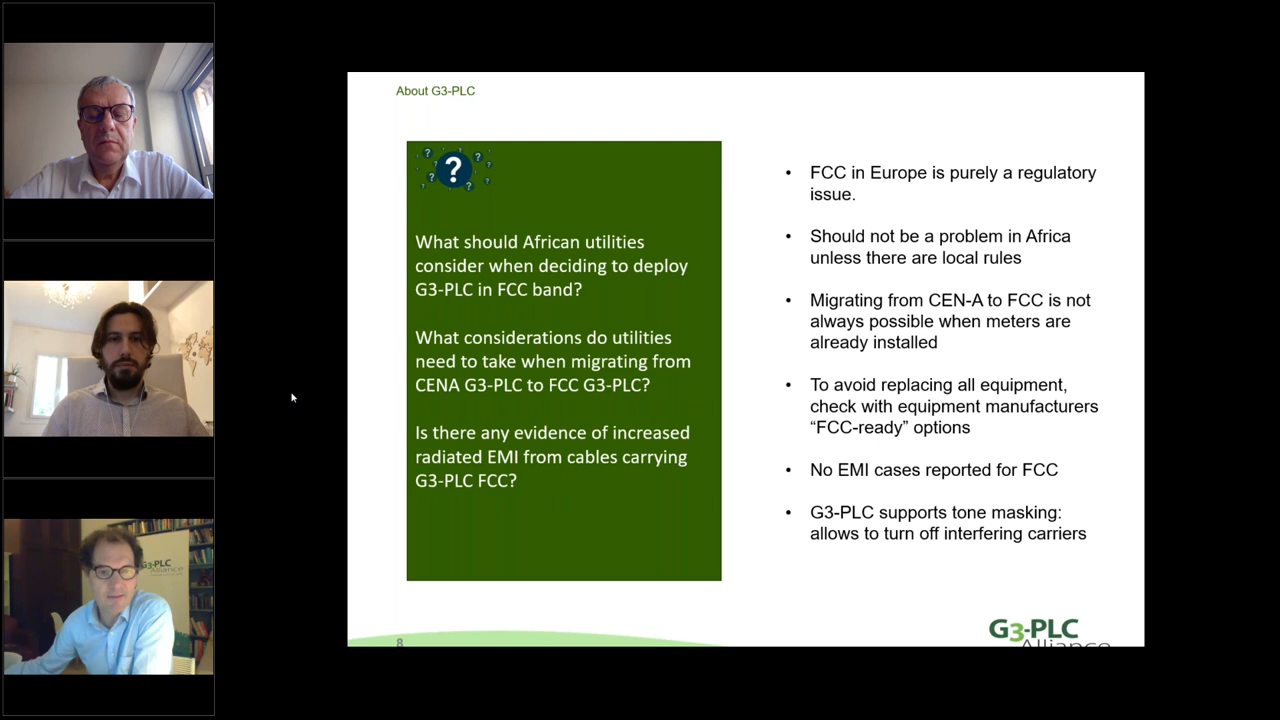 About G3-PLC
?
What should African utilities
consider when deciding to deploy
G3-PLC in FCC band?
What considerations do utilities
need to take when migrating from
CENA G3-PLC to FCC G3-PLC?
Is there any evidence of increased
radiated EMI from cables carrying
G3-PLC FCC?
• FCC in Europe is purely a regulatory
issue.
• Should not be a problem in Africa
unless there are local rules
• Migrating from CEN-A to FCC is not
always possible when meters are
already installed
• To avoid replacing all equipment,
check with equipment manufacturers
“FCC-ready” options
• No EMI cases reported for FCC
• G3-PLC supports tone masking:
allows to turn off interfering carriers
8
G3-PLC
Alliance
G3-PLC
Alliance